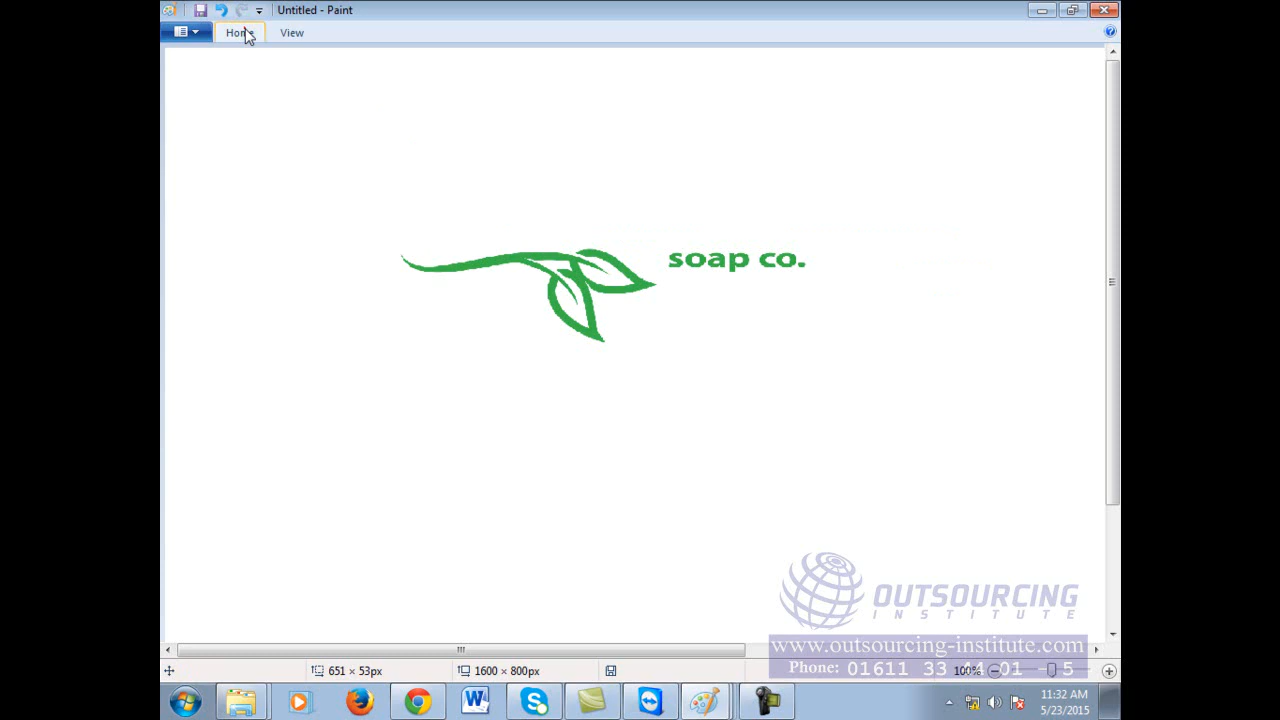 Untitled - Paint
Home
View
soap co.
OUTSOURCING
INSTITUTE
www.outsourcing-institute.com
651 × 53px
1600 × 800px
100%
11:32 AM
5/23/2015